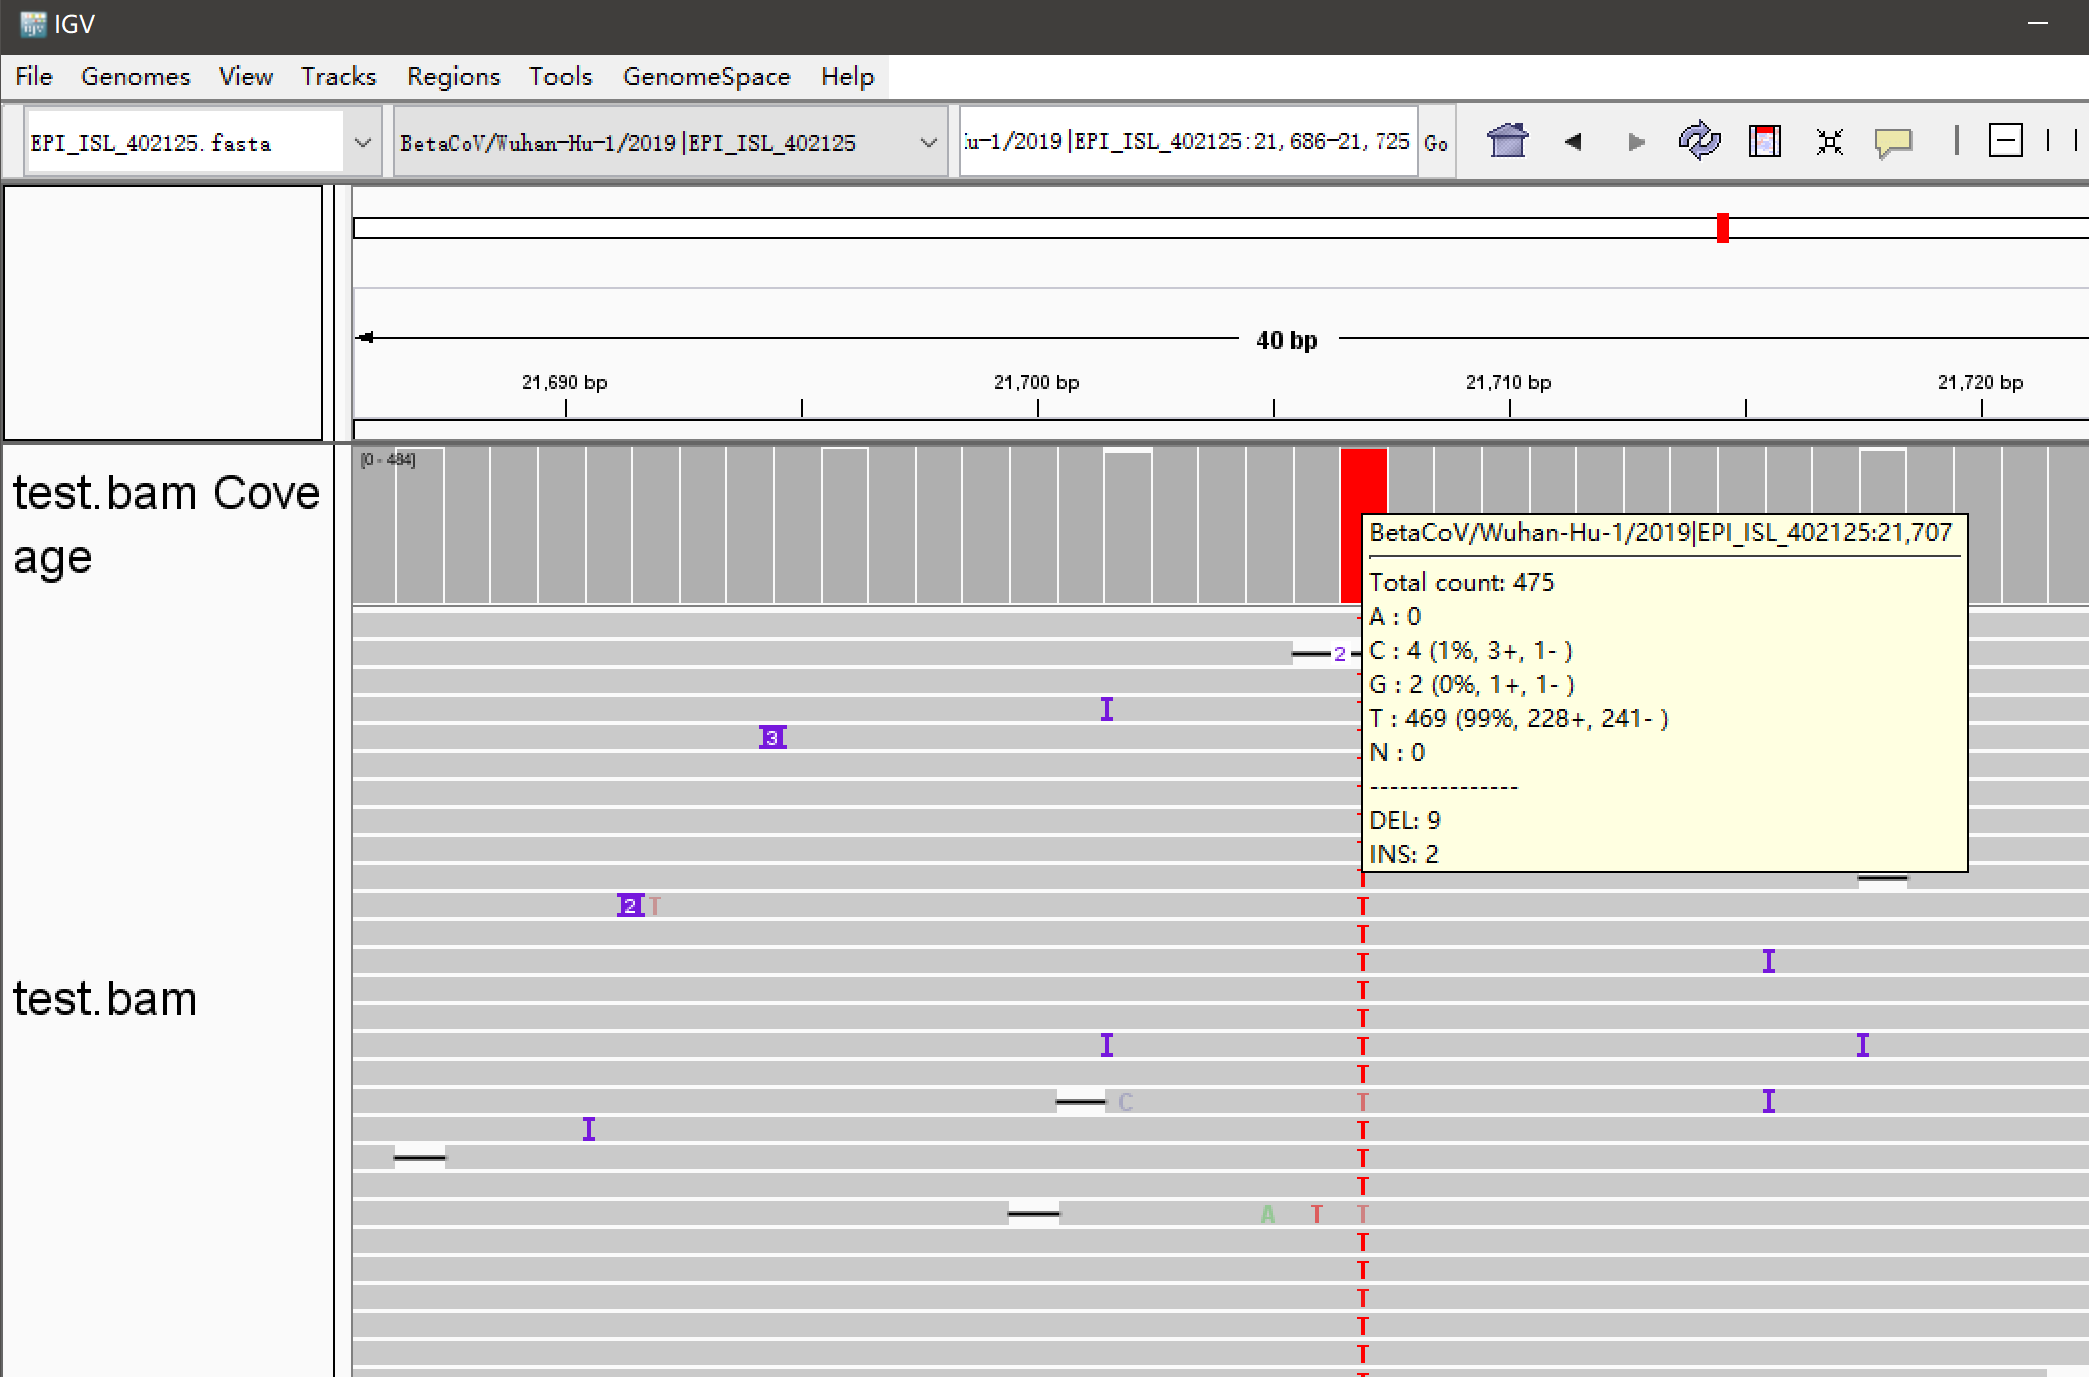 IGV
File Genomes View Tracks Regions Tools GenomeSpace Help
EPI_ISL_402125.fasta BetaCoV/Wuhan-Hu-1/2019|EPI_ISL_402125 Hu-1/2019|EPI_ISL_402125:21,686-21,725 Go
40 bp
21,690 bp 21,700 bp 21,710 bp 21,720 bp
[0 - 484]
test.bam Cove
age
BetaCoV/Wuhan-Hu-1/2019|EPI_ISL_402125:21,707
Total count: 475
A : 0
C : 4 (1%, 3+, 1- )
G : 2 (0%, 1+, 1- )
T : 469 (99%, 228+, 241- )
N : 0
---------------
DEL: 9
INS: 2
2
I
3
2 T T
T
T I
T
T
I T I
T
C T I
I T
T
T
A T T
T
T
T
T
T
test.bam